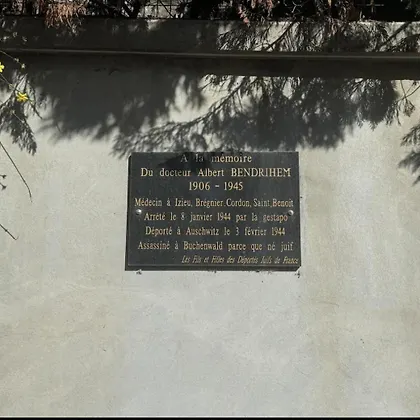 A la mémoire
Du docteur Albert BENDRIHEM
1906 - 1945
Médecin à Izieu, Brégnier Cordon, Saint Benoit
Arrêté le 8 janvier 1944 par la gestapo
Déporté à Auschwitz le 3 février 1944
Assassiné à Buchenwald parce que né juif
Les Fils et Filles des Déportés Juifs de France